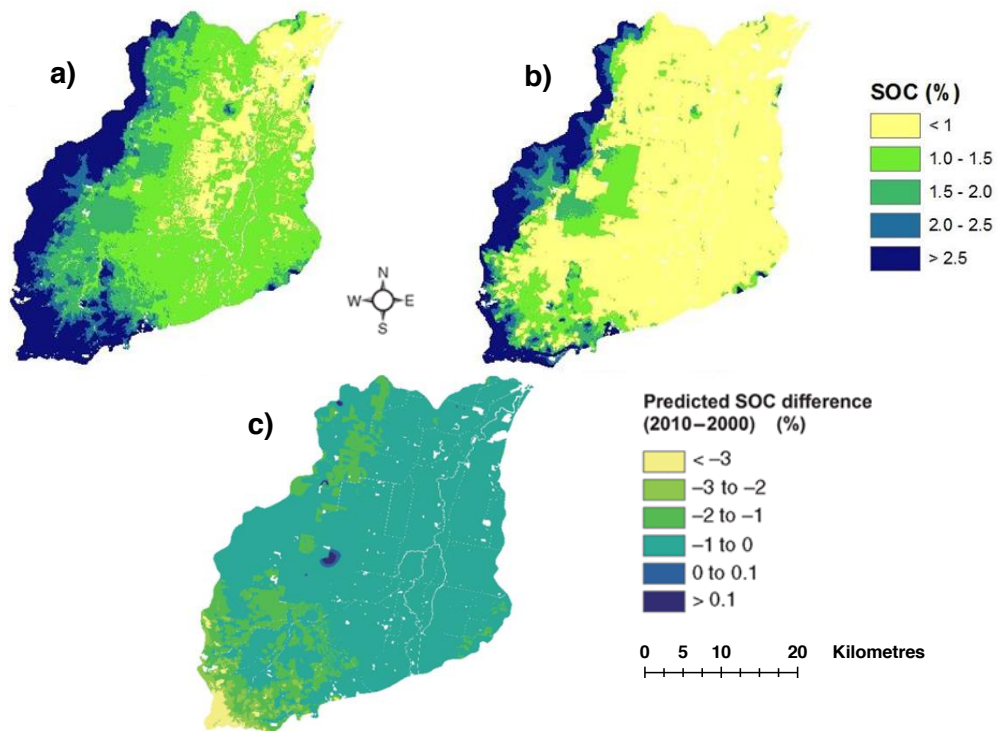 a)
b)
SOC (%)
< 1
1.0 - 1.5
1.5 - 2.0
2.0 - 2.5
> 2.5
N
W E
S
c)
Predicted SOC difference
(2010–2000) (%)
< –3
–3 to –2
–2 to –1
–1 to 0
0 to 0.1
> 0.1
0 5 10 20 Kilometres